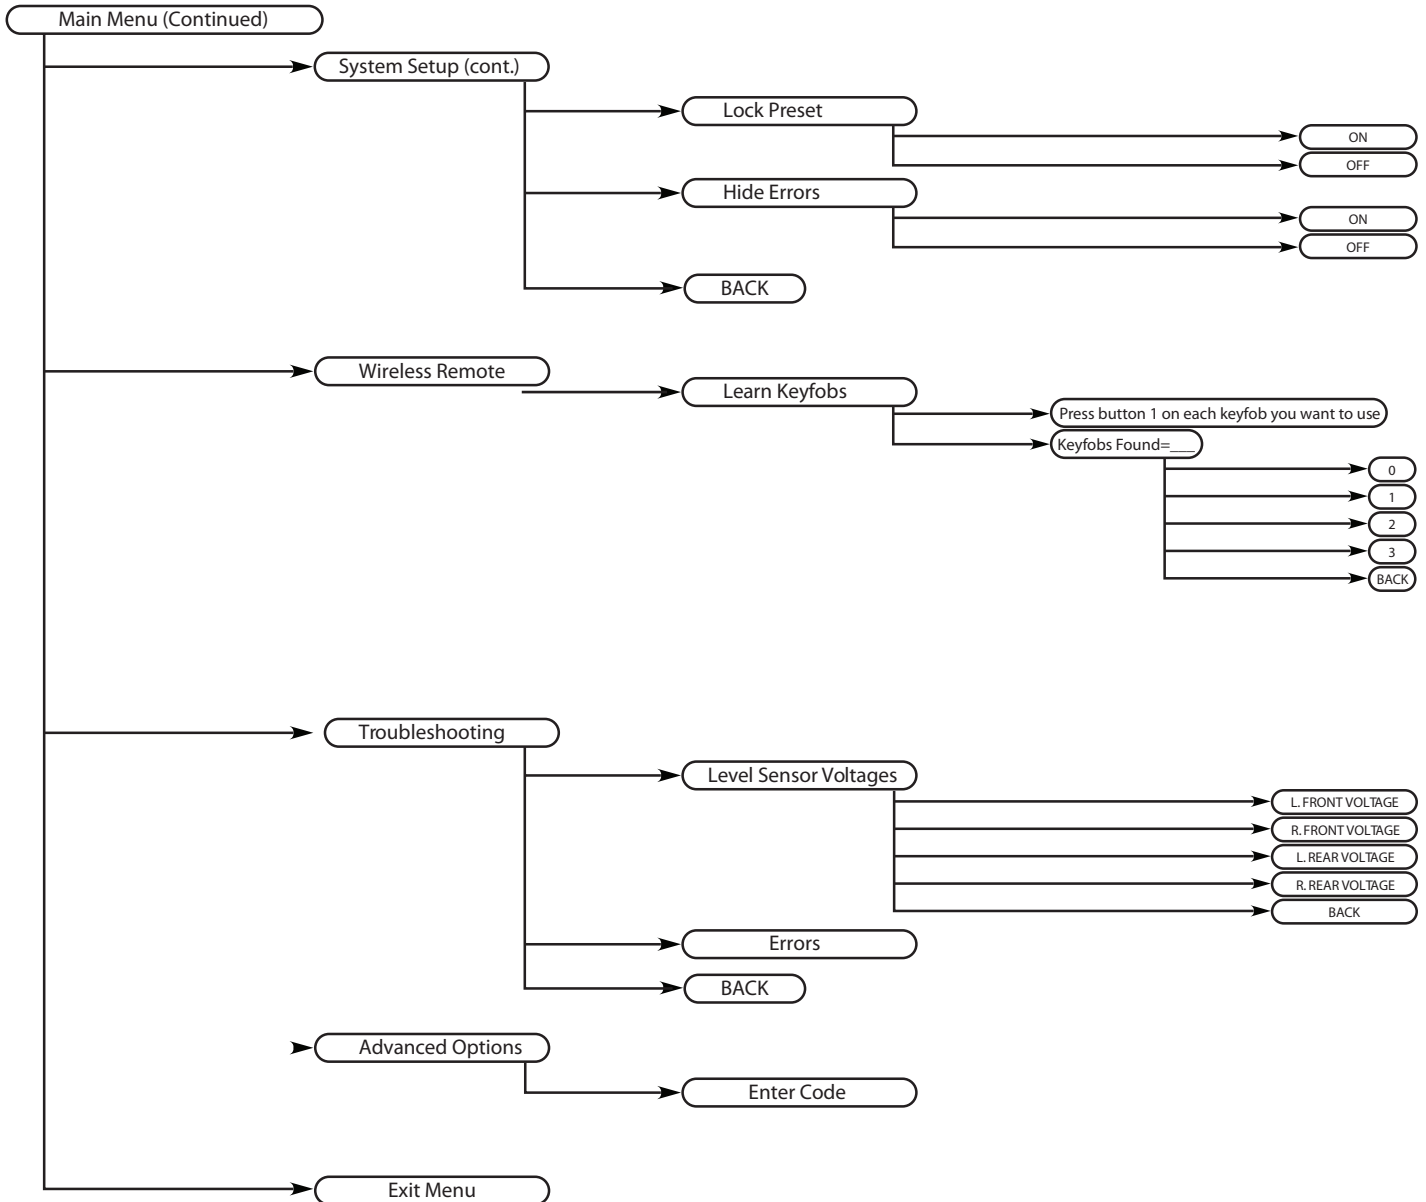 Main Menu (Continued)
System Setup (cont.)
Lock Preset
ON
OFF
Hide Errors
ON
OFF
BACK
Wireless Remote
Learn Keyfobs
Press button 1 on each keyfob you want to use
Keyfobs Found=___
0
1
2
3
BACK
Troubleshooting
Level Sensor Voltages
L. FRONT VOLTAGE
R. FRONT VOLTAGE
L. REAR VOLTAGE
R. REAR VOLTAGE
BACK
Errors
BACK
Advanced Options
Enter Code
Exit Menu